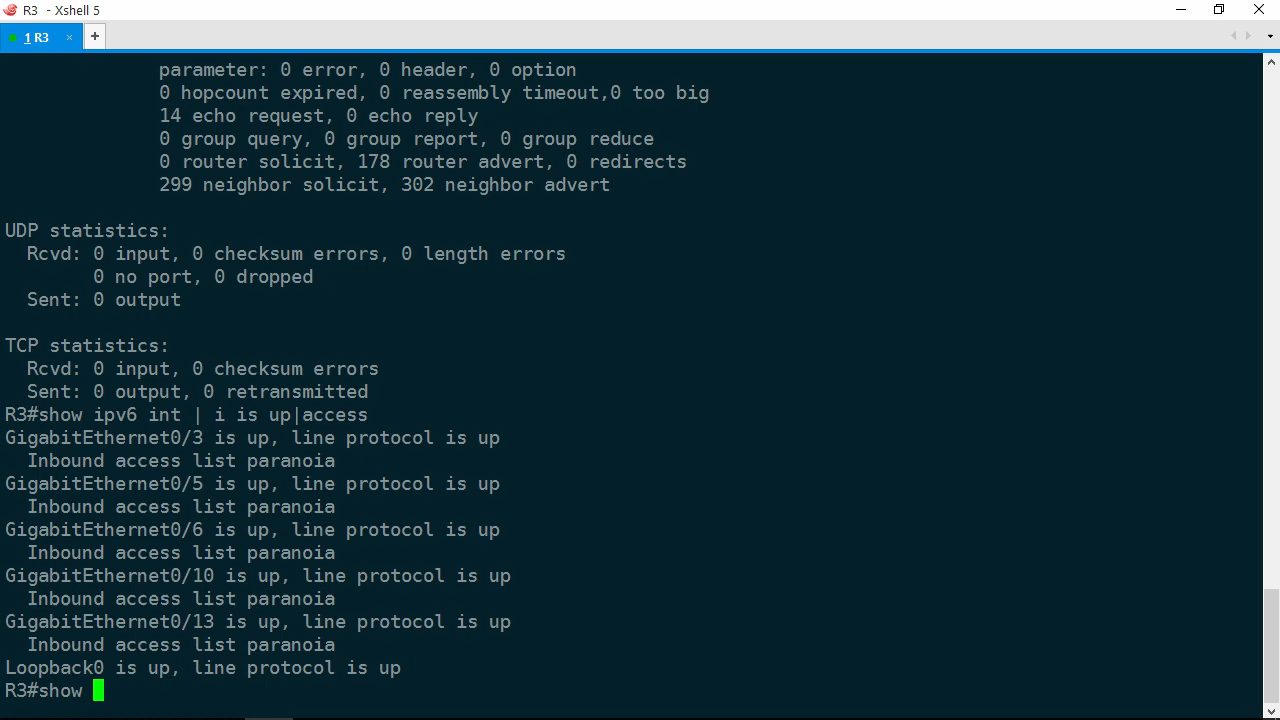 R3 - Xshell 5
1 R3
parameter: 0 error, 0 header, 0 option
0 hopcount expired, 0 reassembly timeout,0 too big
14 echo request, 0 echo reply
0 group query, 0 group report, 0 group reduce
0 router solicit, 178 router advert, 0 redirects
299 neighbor solicit, 302 neighbor advert
UDP statistics:
Rcvd: 0 input, 0 checksum errors, 0 length errors
0 no port, 0 dropped
Sent: 0 output
TCP statistics:
Rcvd: 0 input, 0 checksum errors
Sent: 0 output, 0 retransmitted
R3#show ipv6 int | i is up|access
GigabitEthernet0/3 is up, line protocol is up
Inbound access list paranoia
GigabitEthernet0/5 is up, line protocol is up
Inbound access list paranoia
GigabitEthernet0/6 is up, line protocol is up
Inbound access list paranoia
GigabitEthernet0/10 is up, line protocol is up
Inbound access list paranoia
GigabitEthernet0/13 is up, line protocol is up
Inbound access list paranoia
Loopback0 is up, line protocol is up
R3#show